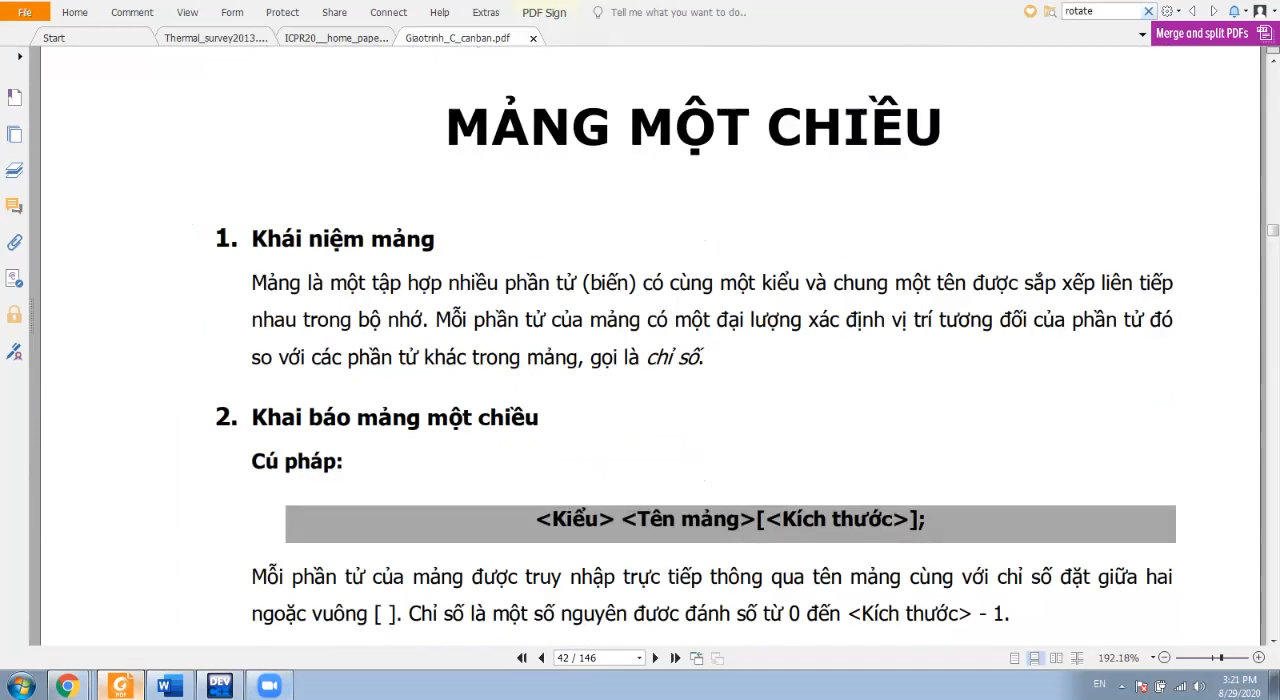 File Home Comment View Form Protect Share Connect Help Extras PDF Sign Tell me what you want to do.. rotate
Start Thermal_survey2013.... ICPR20__home_pape... Giaotrinh_C_canban.pdf Merge and split PDFs
MẢNG MỘT CHIỀU
1. Khái niệm mảng
Mảng là một tập hợp nhiều phần tử (biến) có cùng một kiểu và chung một tên được sắp xếp liên tiếp
nhau trong bộ nhớ. Mỗi phần tử của mảng có một đại lượng xác định vị trí tương đối của phần tử đó
so với các phần tử khác trong mảng, gọi là chỉ số.
2. Khai báo mảng một chiều
Cú pháp:
<Kiểu> <Tên mảng>[<Kích thước>];
Mỗi phần tử của mảng được truy nhập trực tiếp thông qua tên mảng cùng với chỉ số đặt giữa hai
ngoặc vuông [ ]. Chỉ số là một số nguyên đươc đánh số từ 0 đến <Kích thước> - 1.
42 / 146 192.18%
PDF W DEV C++ EN 3:21 PM
8/29/2020